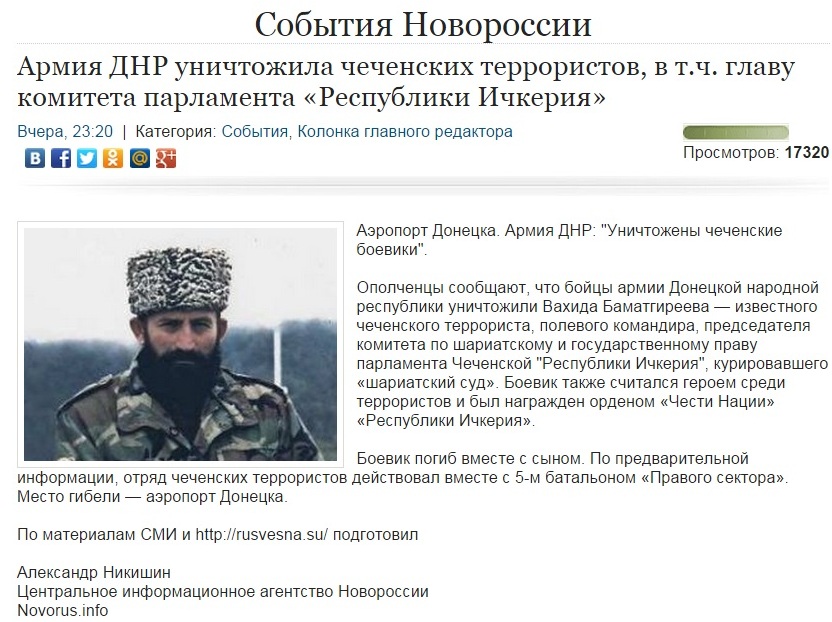 События Новороссии
Армия ДНР уничтожила чеченских террористов, в т.ч. главу
комитета парламента «Республики Ичкерия»
Вчера, 23:20 | Категория: События, Колонка главного редактора
Просмотров: 17320
Аэропорт Донецка. Армия ДНР: "Уничтожены чеченские
боевики".
Ополченцы сообщают, что бойцы армии Донецкой народной
республики уничтожили Вахида Баматгиреева — известного
чеченского террориста, полевого командира, председателя
комитета по шариатскому и государственному праву
парламента Чеченской "Республики Ичкерия", курировавшего
«шариатский суд». Боевик также считался героем среди
террористов и был награжден орденом «Чести Нации»
«Республики Ичкерия».
Боевик погиб вместе с сыном. По предварительной
информации, отряд чеченских террористов действовал вместе с 5-м батальоном «Правого сектора».
Место гибели — аэропорт Донецка.
По материалам СМИ и http://rusvesna.su/ подготовил
Александр Никишин
Центральное информационное агентство Новороссии
Novorus.info